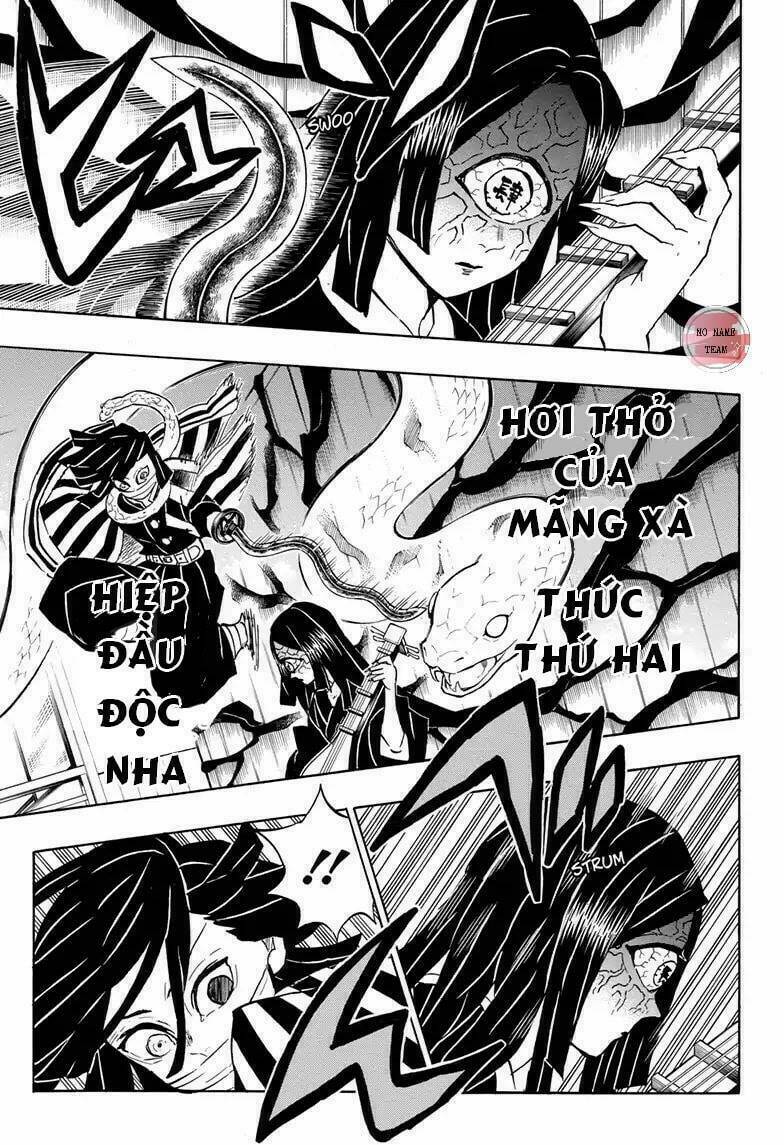 SWOO
NO NAME
TEAM
HƠI THỞ
CỦA
MÃNG XÀ
THỨC
THỨ HAI
HIỆP
ĐẦU
ĐỘC
NHA
!!
STRUM